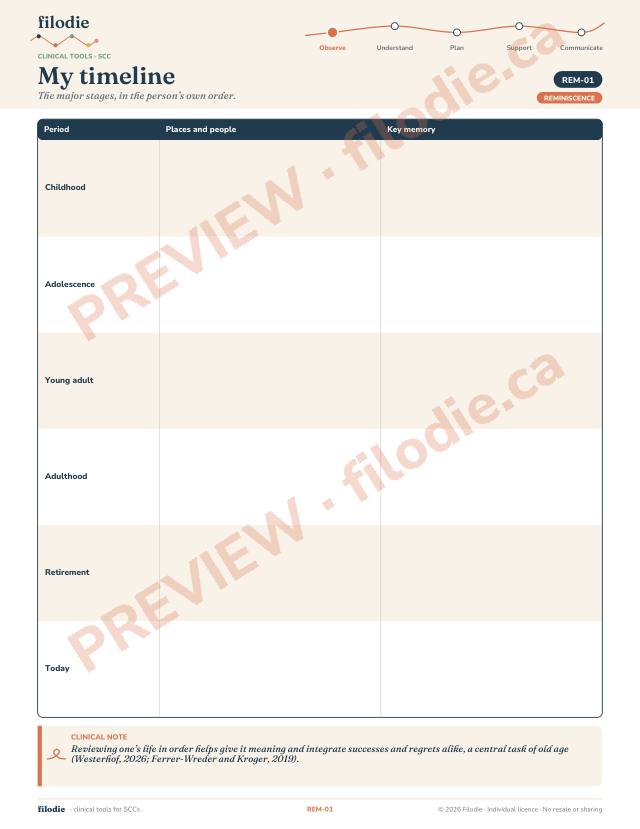 filodie
Observe
Understand
Plan
Support
Communicate
CLINICAL TOOLS · SCC
My timeline
The major stages, in the person's own order.
REM-01
REMINISCENCE
Period
Places and people
Key memory
Childhood
Adolescence
Young adult
Adulthood
Retirement
Today
PREVIEW · filodie.ca
PREVIEW · filodie.ca
CLINICAL NOTE
Reviewing one's life in order helps give it meaning and integrate successes and regrets alike, a central task of old age
(Westerhof, 2026; Ferrer-Wreder and Kroger, 2019).
filodie · clinical tools for SCCs
REM-01
© 2026 Filodie · Individual licence · No resale or sharing